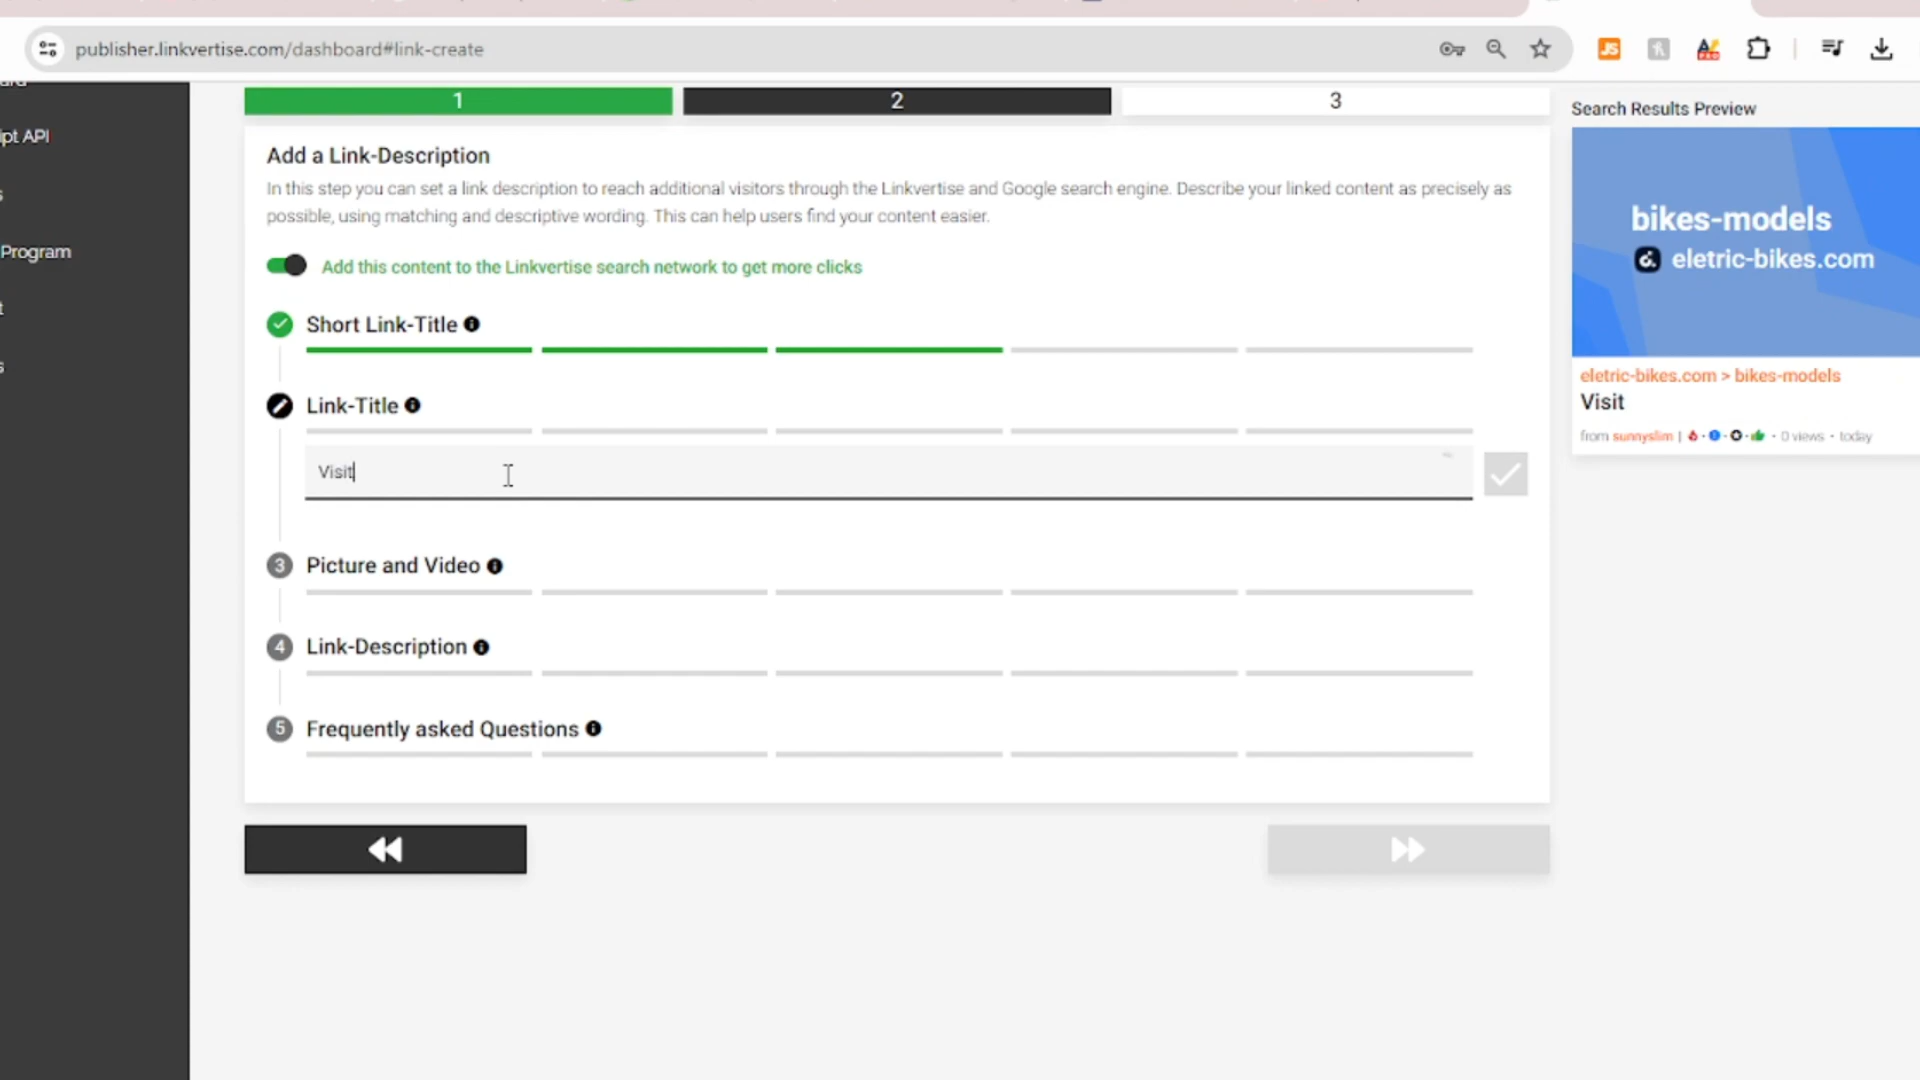 publisher.linkvertise.com/dashboard#link-create
JS
PRO
pt API
s
Program
t
s
1
2
3
Add a Link-Description
In this step you can set a link description to reach additional visitors through the Linkvertise and Google search engine. Describe your linked content as precisely as
possible, using matching and descriptive wording. This can help users find your content easier.
Add this content to the Linkvertise search network to get more clicks
Short Link-Title
Link-Title
Visit
3 Picture and Video
4 Link-Description
5 Frequently asked Questions
Search Results Preview
bikes-models
eletric-bikes.com
eletric-bikes.com > bikes-models
Visit
from sunnyslim | 0 views • today